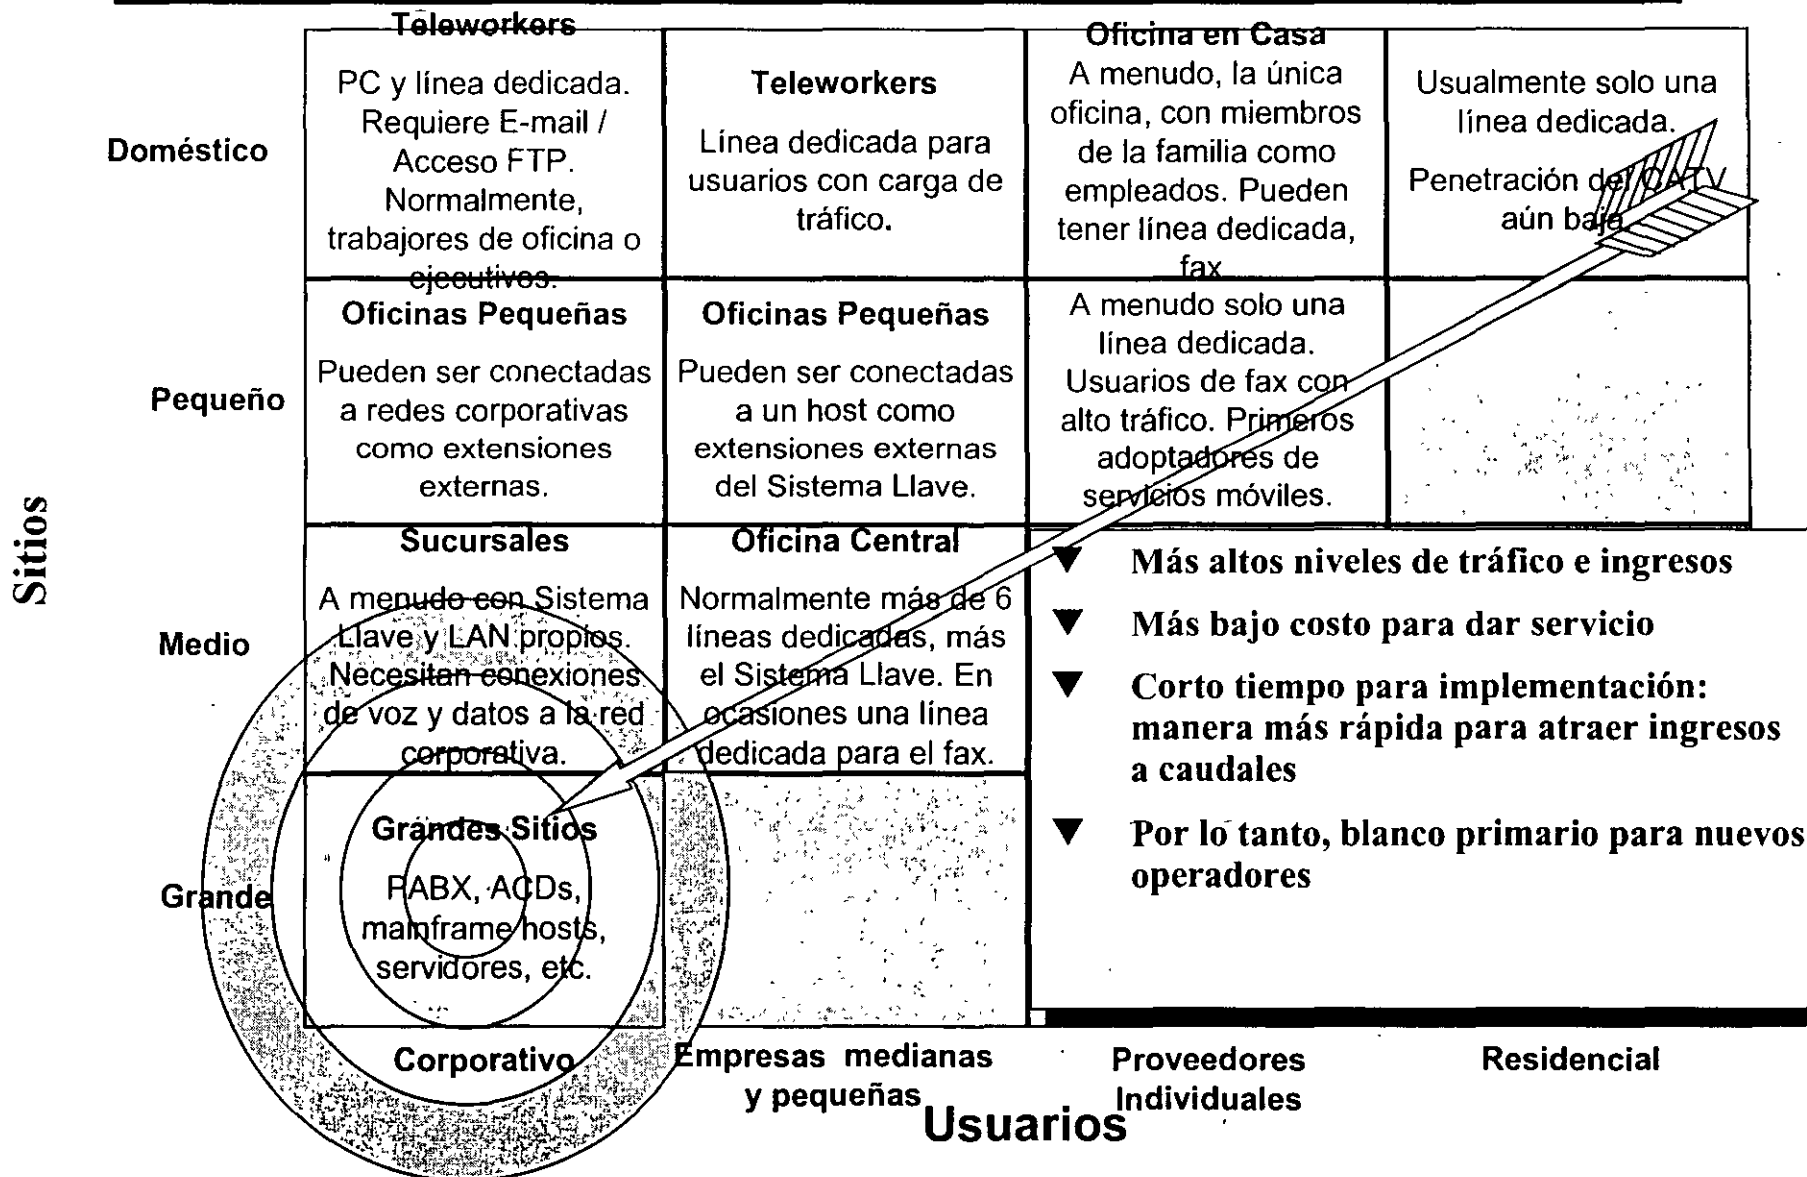 Teleworkers
PC y línea dedicada.
Requiere E-mail /
Acceso FTP.
Normalmente,
trabajadores de oficina o
ejecutivos.
Teleworkers
Línea dedicada para
usuarios con carga de
tráfico.
Oficina en Casa
A menudo, la única
oficina, con miembros
de la familia como
empleados. Pueden
tener línea dedicada,
fax
Usualmente solo una
línea dedicada.
Penetración del CATV
aún baja
Doméstico
Oficinas Pequeñas
Pueden ser conectadas
a redes corporativas
como extensiones
externas.
Oficinas Pequeñas
Pueden ser conectadas
a un host como
extensiones externas
del Sistema Llave.
A menudo solo una
línea dedicada.
Usuarios de fax con
alto tráfico. Primeros
adoptadores de
servicios móviles.
Pequeño
Sitios
Sucursales
A menudo con Sistema
Llave y LAN propios.
Necesitan conexiones
de voz y datos a la red
corporativa.
Oficina Central
Normalmente más de 6
líneas dedicadas, más
el Sistema Llave. En
ocasiones una línea
dedicada para el fax.
Medio
▼ Más altos niveles de tráfico e ingresos
▼ Más bajo costo para dar servicio
▼ Corto tiempo para implementación:
manera más rápida para atraer ingresos
a caudales
▼ Por lo tanto, blanco primario para nuevos
operadores
Grandes Sitios
PABX, ACDs,
mainframe hosts,
servidores, etc.
Grande
Corporativo
Empresas medianas
y pequeñas
Proveedores
Individuales
Residencial
Usuarios